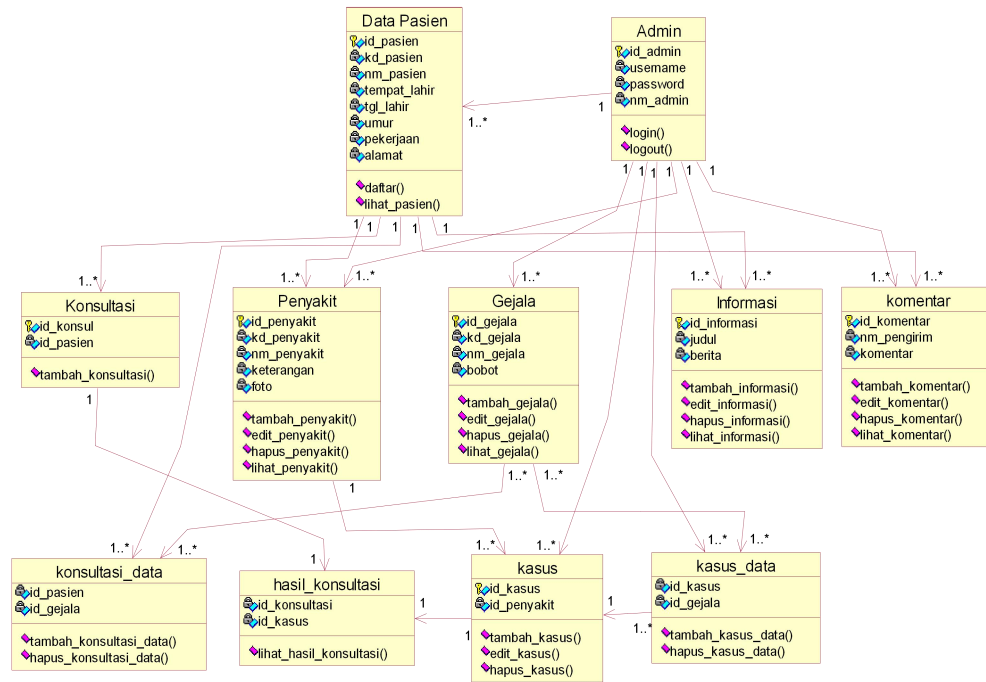 Data Pasien
id_pasien
kd_pasien
nm_pasien
tempat_lahir
tgl_lahir
umur
pekerjaan
alamat
daftar()
lihat_pasien()
Admin
id_admin
username
password
nm_admin
login()
logout()
1
1..*
1
1
1
1
1
1
1
1
1
1
1
1..*
1..*
1..*
1..*
1..*
1..*
1..*
1..*
Konsultasi
id_konsul
id_pasien
tambah_konsultasi()
Penyakit
id_penyakit
kd_penyakit
nm_penyakit
keterangan
foto
tambah_penyakit()
edit_penyakit()
hapus_penyakit()
lihat_penyakit()
Gejala
id_gejala
kd_gejala
nm_gejala
bobot
tambah_gejala()
edit_gejala()
hapus_gejala()
lihat_gejala()
Informasi
id_informasi
judul
berita
tambah_informasi()
edit_informasi()
hapus_informasi()
lihat_informasi()
komentar
id_komentar
nm_pengirim
komentar
tambah_komentar()
edit_komentar()
hapus_komentar()
lihat_komentar()
1
1
1..*
1..*
1..*
1..*
1
1..*
1..*
1..*
1..*
konsultasi_data
id_pasien
id_gejala
tambah_konsultasi_data()
hapus_konsultasi_data()
hasil_konsultasi
id_konsultasi
id_kasus
lihat_hasil_konsultasi()
1
1
kasus
id_kasus
id_penyakit
tambah_kasus()
edit_kasus()
hapus_kasus()
1
1..*
kasus_data
id_kasus
id_gejala
tambah_kasus_data()
hapus_kasus_data()